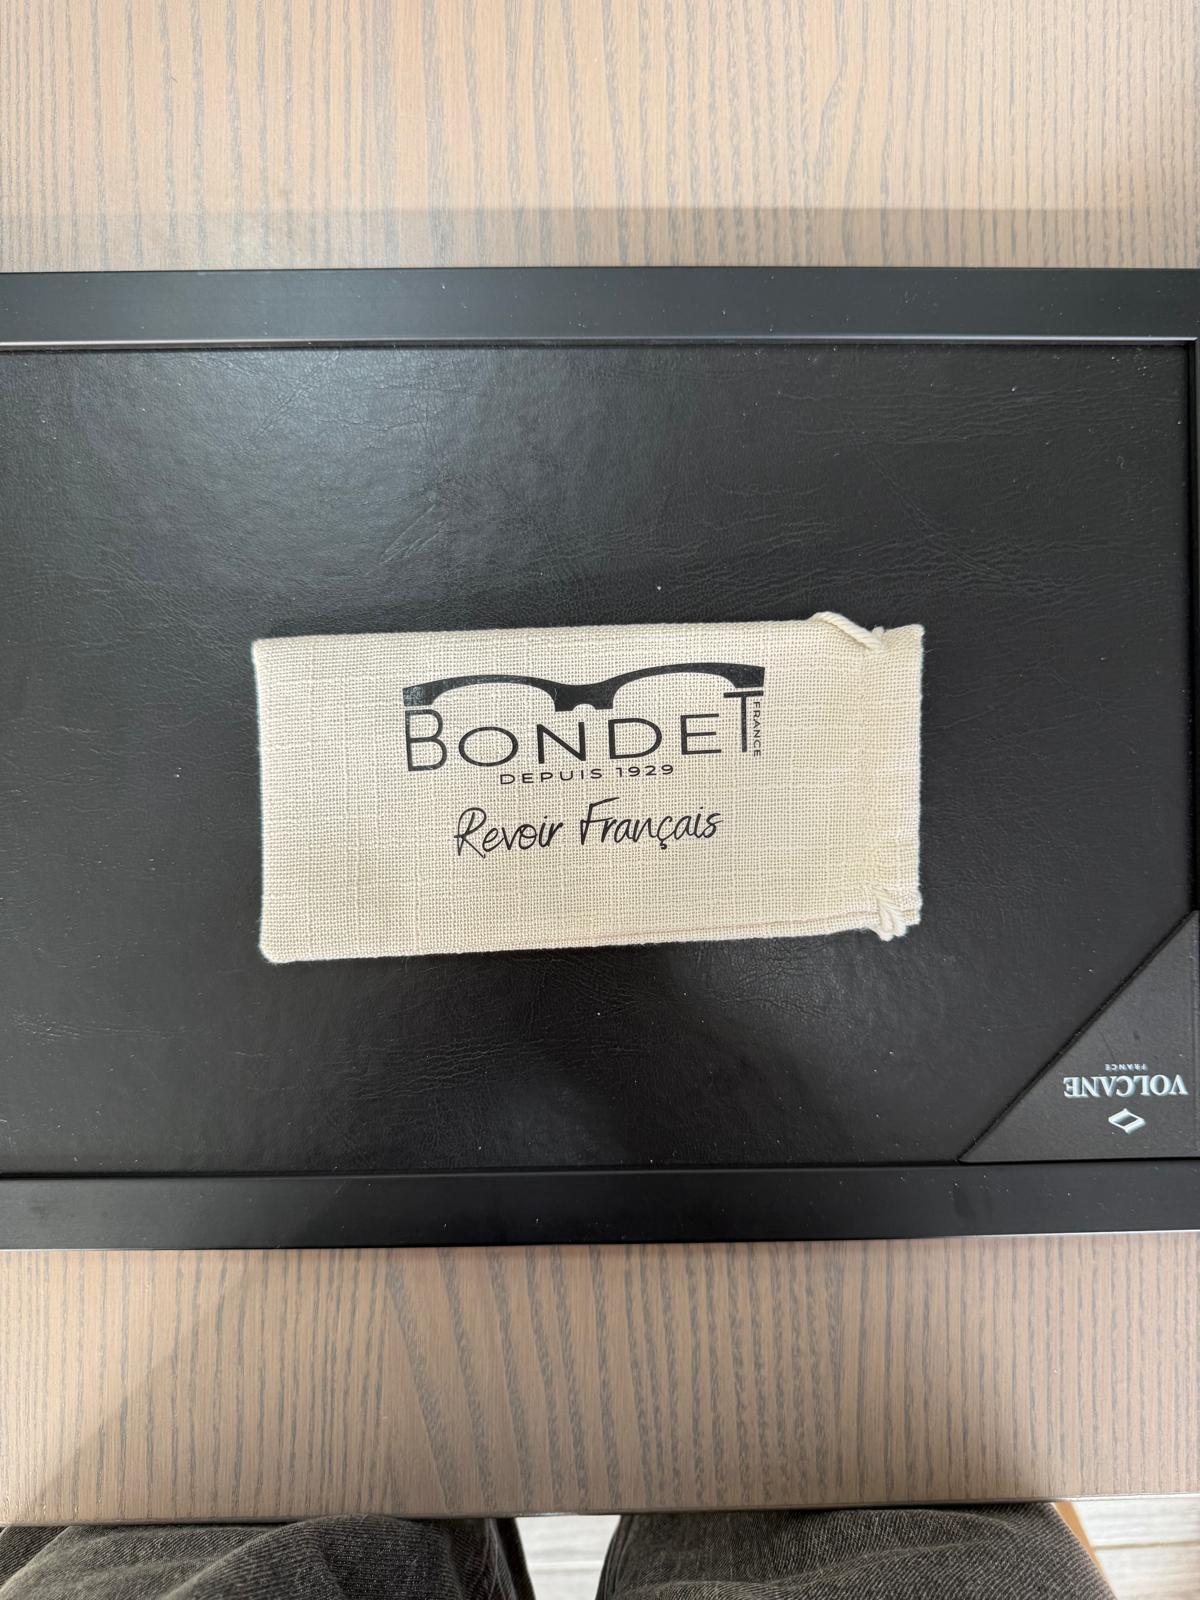 BONDET
FRANCE
DEPUIS 1929
Revoir Français
VOLCANE
FRANCE